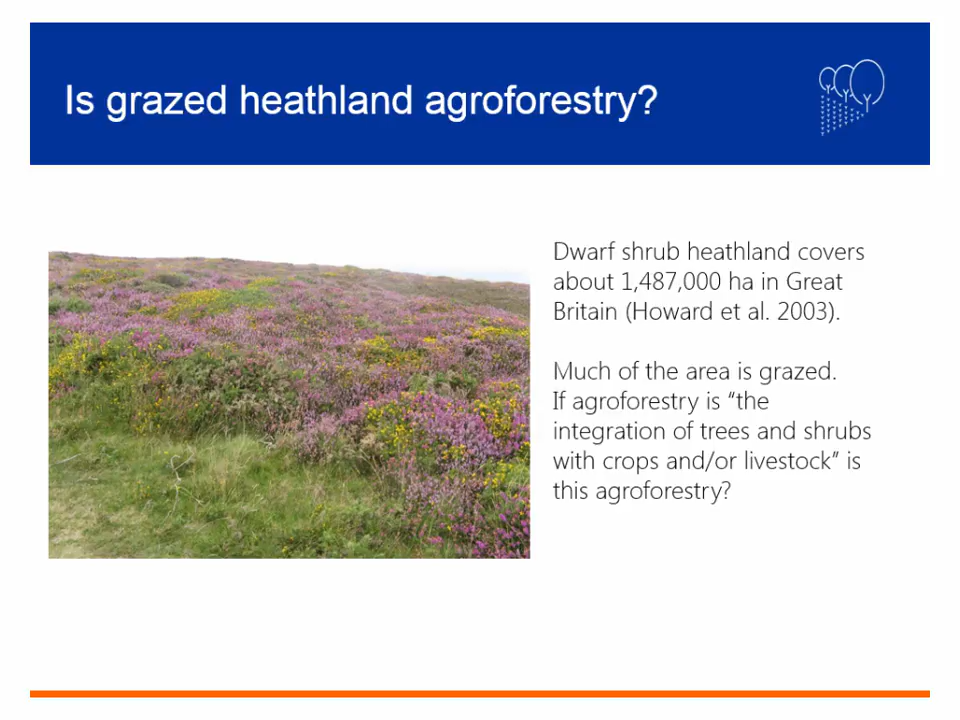 Is grazed heathland agroforestry?
Dwarf shrub heathland covers
about 1,487,000 ha in Great
Britain (Howard et al. 2003).
Much of the area is grazed.
If agroforestry is “the
integration of trees and shrubs
with crops and/or livestock” is
this agroforestry?